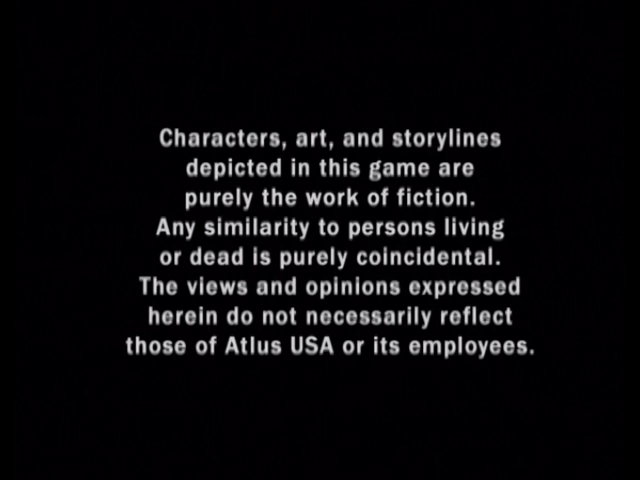 Characters, art, and storylines
depicted in this game are
purely the work of fiction.
Any similarity to persons living
or dead is purely coincidental.
The views and opinions expressed
herein do not necessarily reflect
those of Atlus USA or its employees.